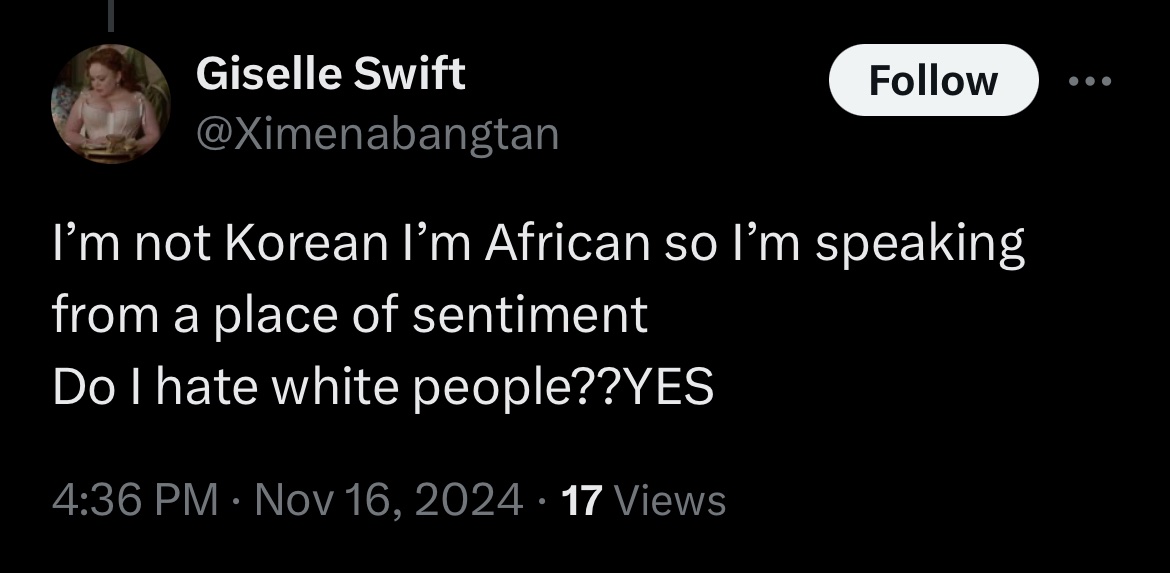 Giselle Swift
@Ximenabangtan
Follow
I’m not Korean I’m African so I’m speaking
from a place of sentiment
Do I hate white people??YES
4:36 PM · Nov 16, 2024 · 17 Views